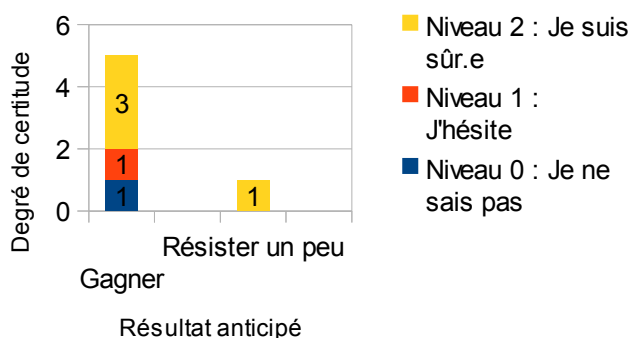 6
4
2
0
Degré de certitude
3
1
1
1
Résister un peu
Gagner
Résultat anticipé
Niveau 2 : Je suis
sûr.e
Niveau 1 :
J'hésite
Niveau 0 : Je ne
sais pas